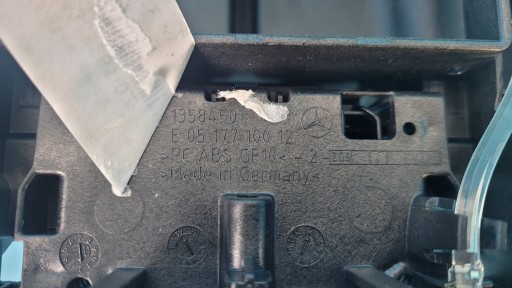 1358450
E 05 177 100 12
>PC ABS GF10< - 2 -
>Made in Germany<